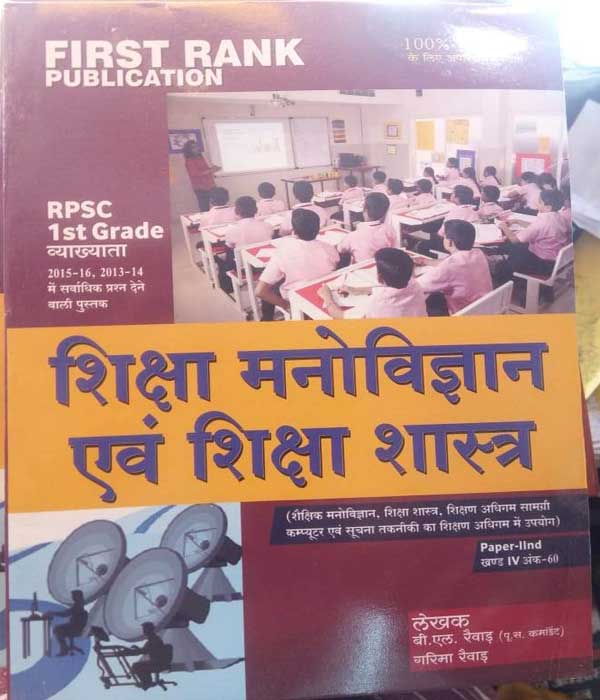 FIRST RANK
PUBLICATION
100%
के लिए
RPSC
1st Grade
व्याख्याता
2015-16, 2013-14
में सर्वाधिक प्रश्न देने
वाली पुस्तक
शिक्षा मनोविज्ञान
एवं शिक्षा शास्त्र
(शैक्षिक मनोविज्ञान, शिक्षा शास्त्र, शिक्षण अधिगम सामग्री
कम्प्यूटर एवं सूचना तकनीकी का शिक्षण अधिगम में उपयोग)
Paper-IInd
खण्ड IV अंक-60
लेखक
बी.एल. रैवाड़ (पू.स. कमांडेंट)
गरिमा रैवाड़